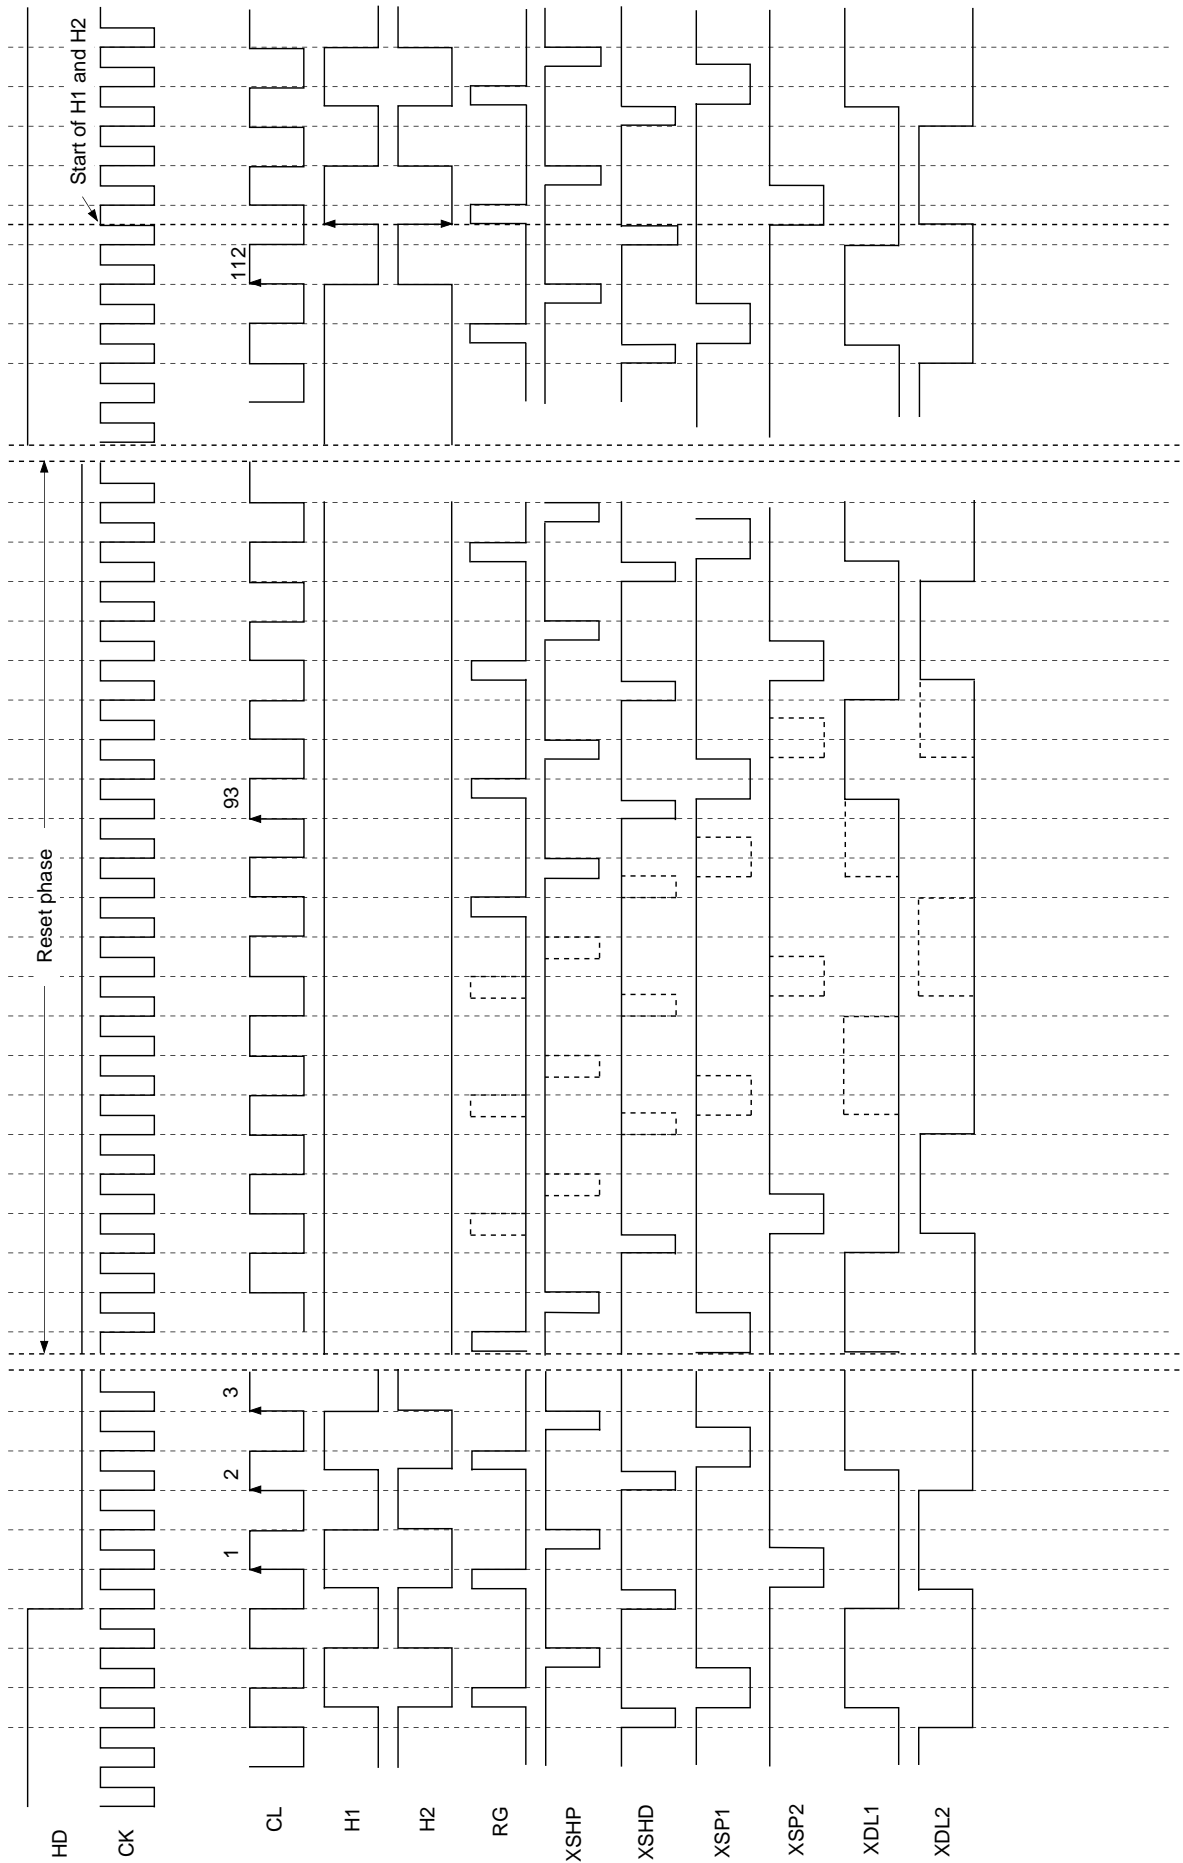 HD
Reset phase
CK
Start of H1 and H2
CL
1
2
3
93
112
H1
H2
RG
XSHP
XSHD
XSP1
XSP2
XDL1
XDL2